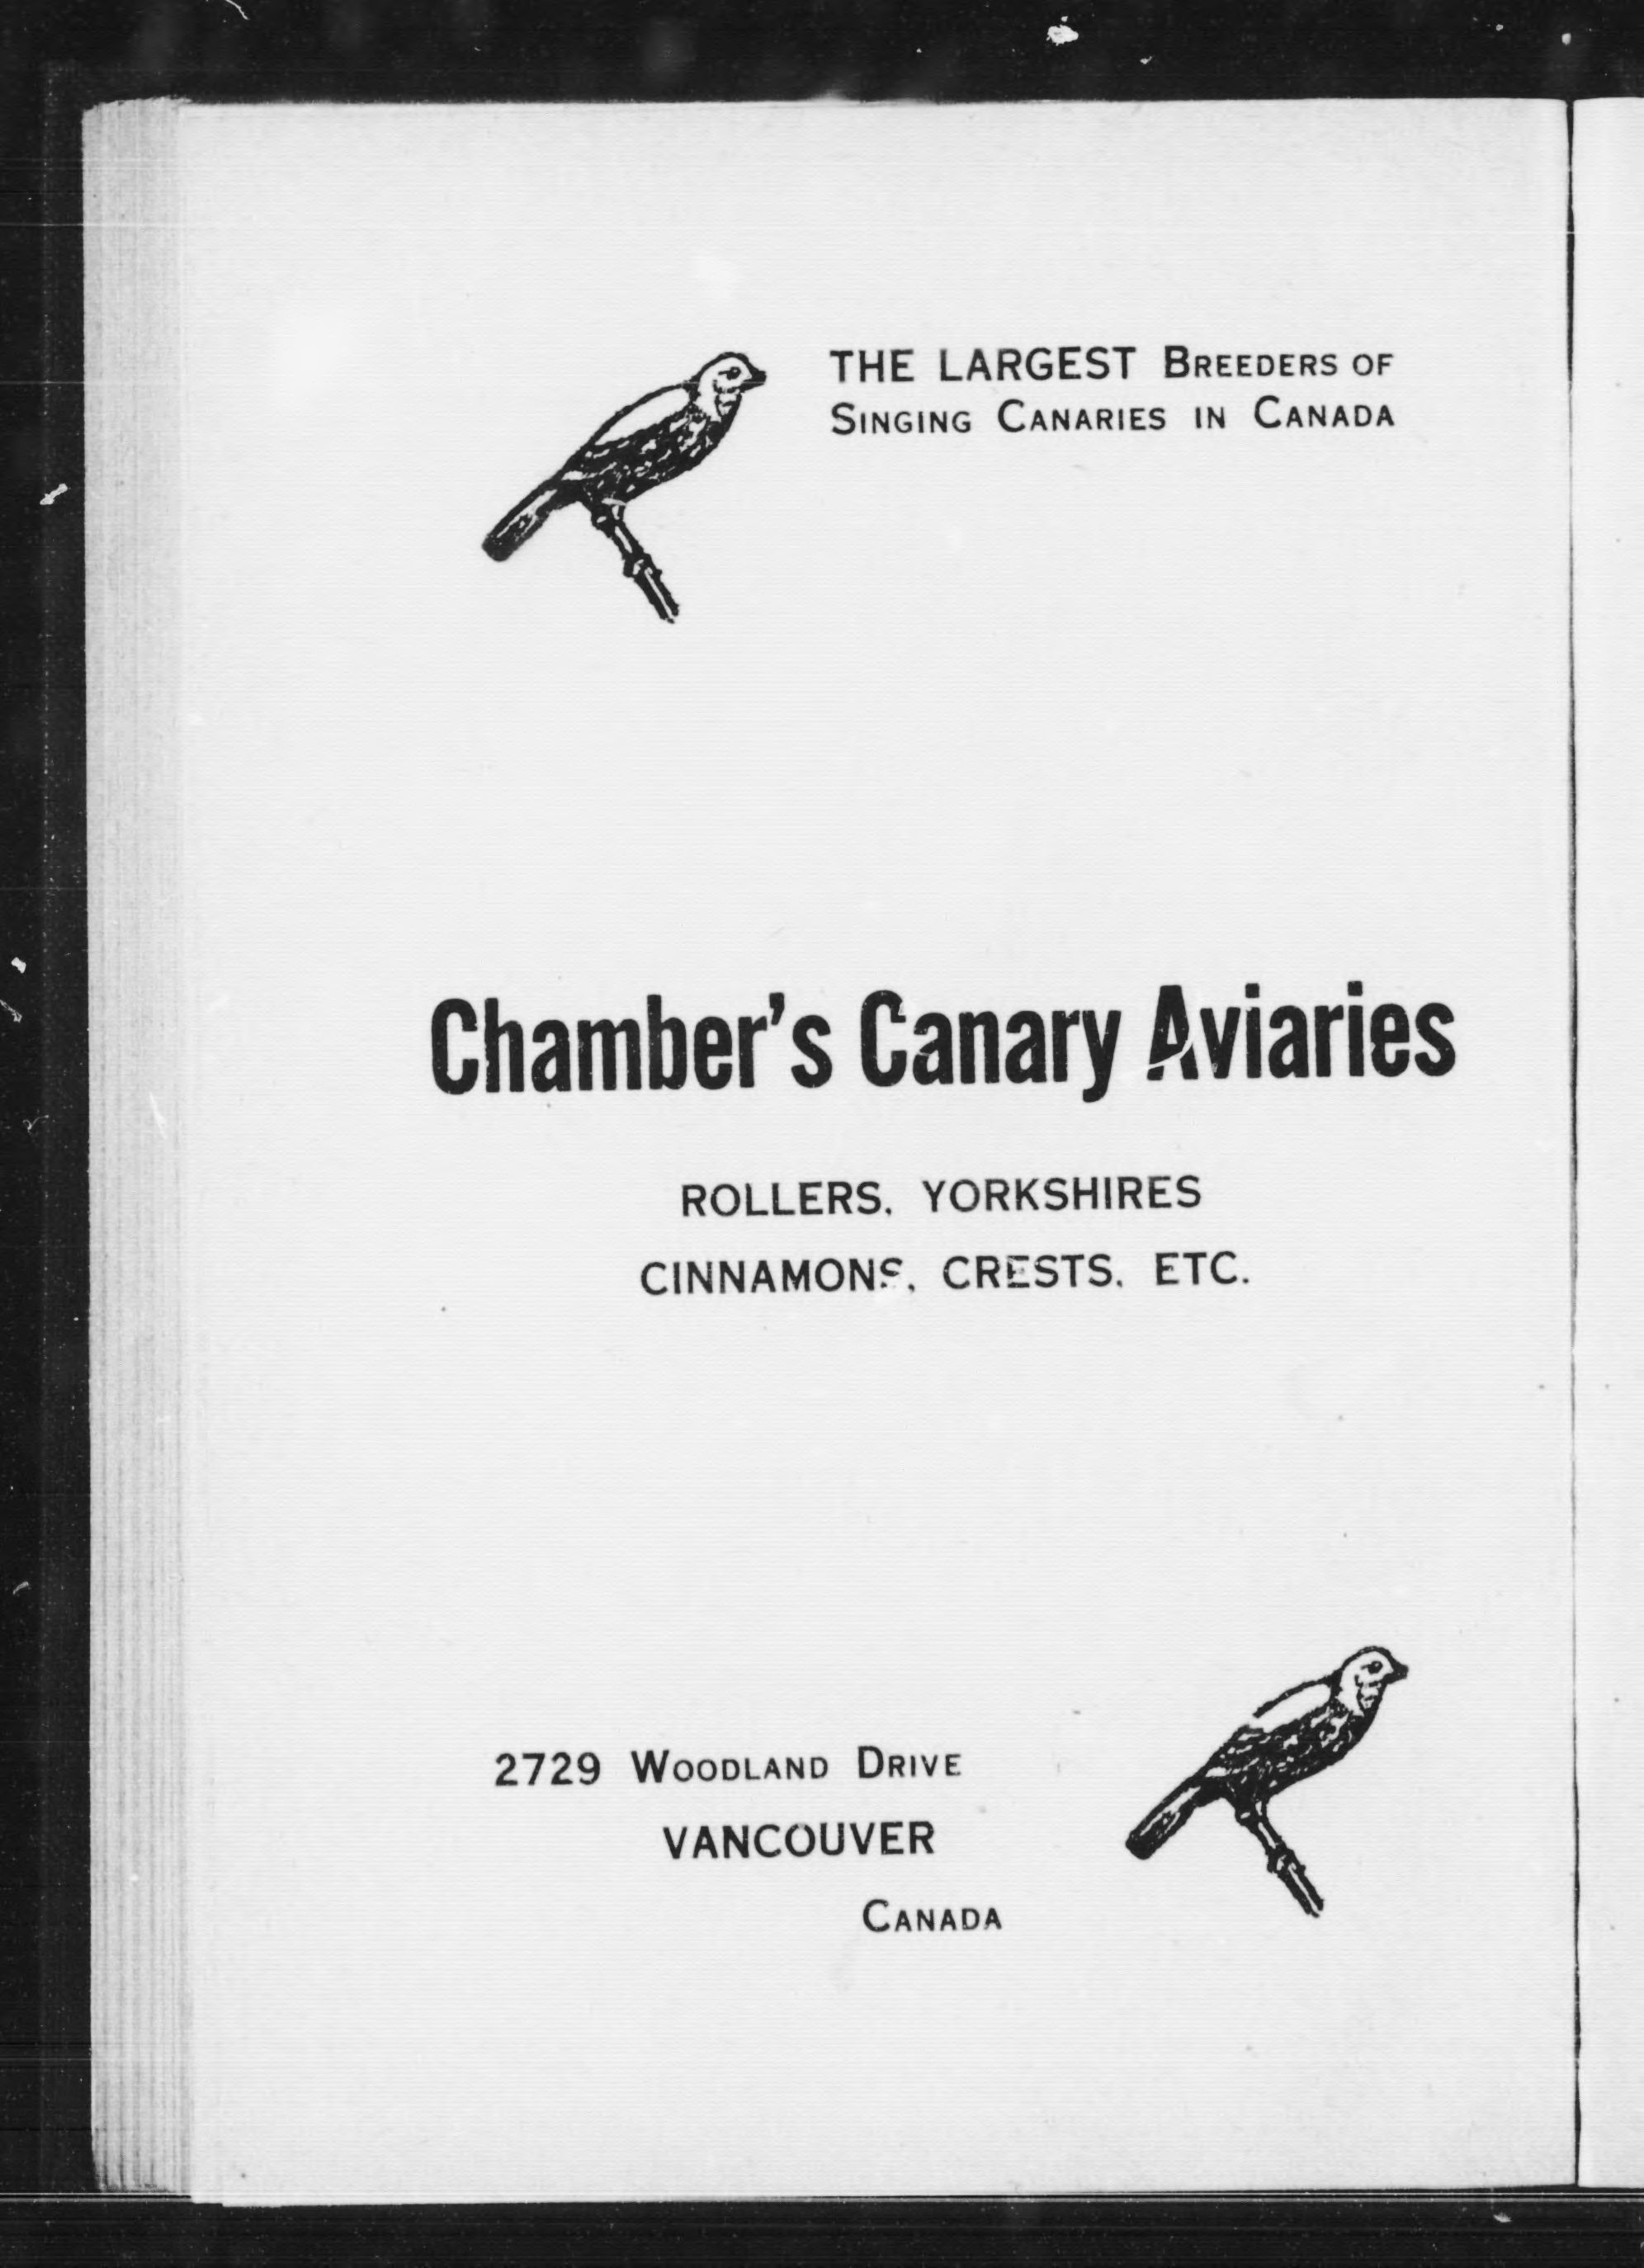 THE LARGEST BREEDERS OF
SINGING CANARIES IN CANADA
Chamber's Canary Aviaries
ROLLERS, YORKSHIRES
CINNAMONS, CRESTS, ETC.
2729 WOODLAND DRIVE
VANCOUVER
CANADA